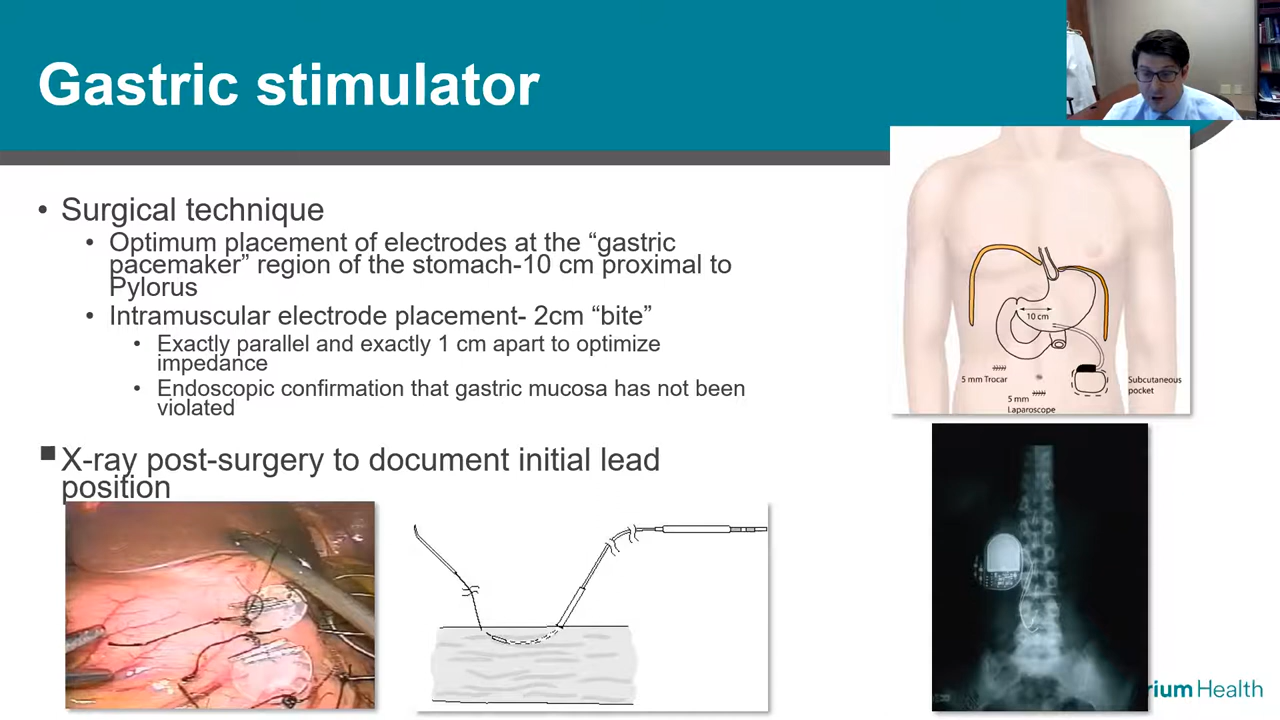 Gastric stimulator
• Surgical technique
• Optimum placement of electrodes at the “gastric
pacemaker” region of the stomach-10 cm proximal to
Pylorus
• Intramuscular electrode placement- 2cm “bite”
• Exactly parallel and exactly 1 cm apart to optimize
impedance
• Endoscopic confirmation that gastric mucosa has not been
violated
X-ray post-surgery to document initial lead
position
10 cm
5 mm Trocar
5 mm
Laparoscope
Subcutaneous
pocket
rium Health